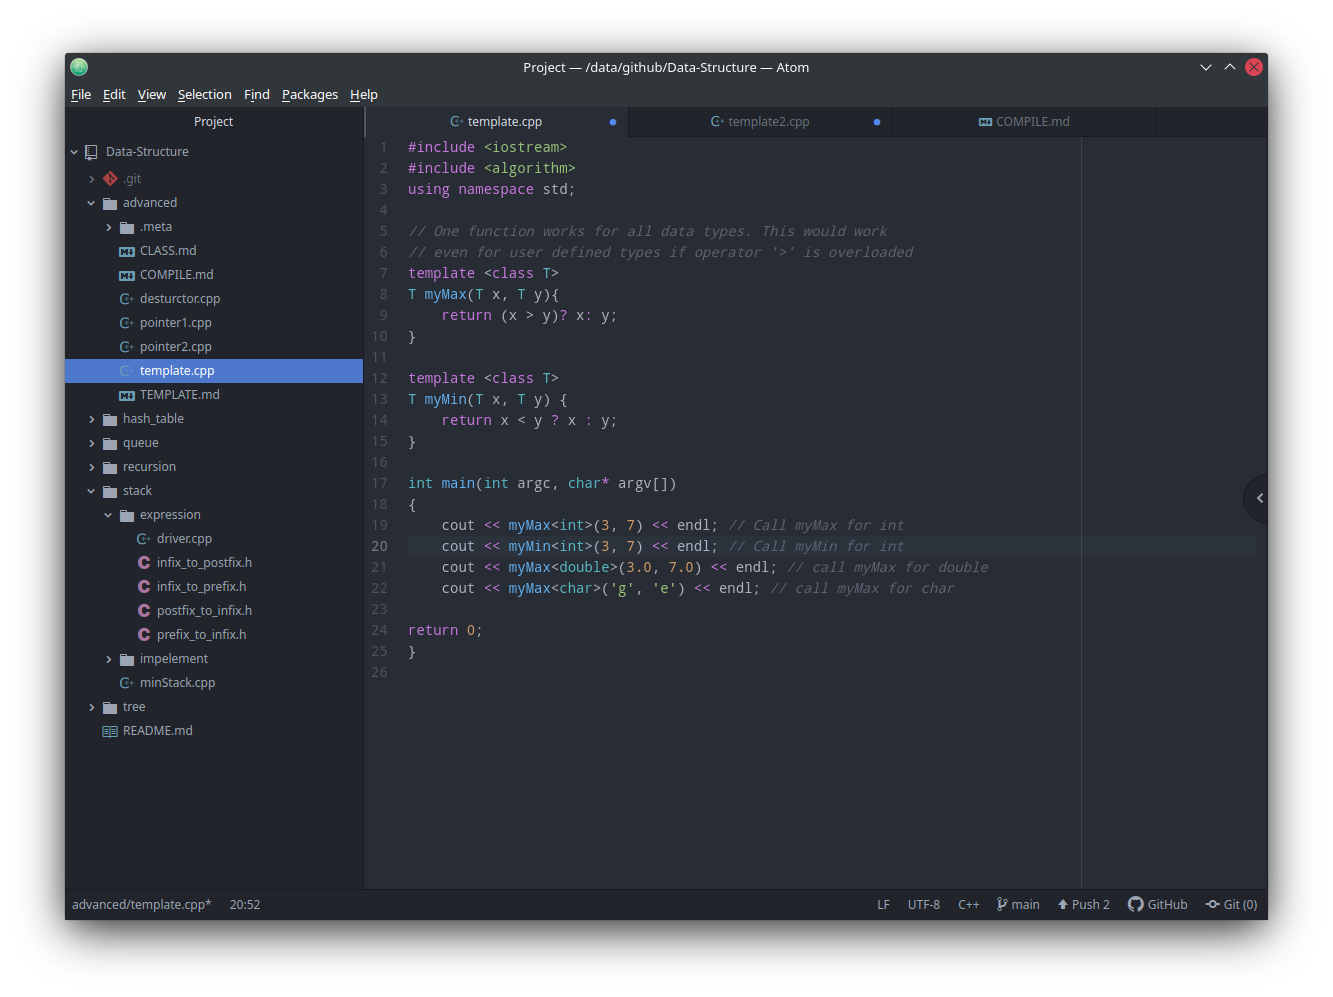 Project — /data/github/Data-Structure — Atom
File Edit View Selection Find Packages Help
Project
template.cpp
template2.cpp
COMPILE.md
Data-Structure
.git
advanced
.meta
CLASS.md
COMPILE.md
desturctor.cpp
pointer1.cpp
pointer2.cpp
template.cpp
TEMPLATE.md
hash_table
queue
recursion
stack
expression
driver.cpp
infix_to_postfix.h
infix_to_prefix.h
postfix_to_infix.h
prefix_to_infix.h
impelement
minStack.cpp
tree
README.md
1 #include <iostream>
2 #include <algorithm>
3 using namespace std;
4
5 // One function works for all data types. This would work
6 // even for user defined types if operator '>' is overloaded
7 template <class T>
8 T myMax(T x, T y){
9     return (x > y)? x: y;
10 }
11
12 template <class T>
13 T myMin(T x, T y) {
14     return x < y ? x : y;
15 }
16
17 int main(int argc, char* argv[])
18 {
19     cout << myMax<int>(3, 7) << endl; // Call myMax for int
20     cout << myMin<int>(3, 7) << endl; // Call myMin for int
21     cout << myMax<double>(3.0, 7.0) << endl; // call myMax for double
22     cout << myMax<char>('g', 'e') << endl; // call myMax for char
23
24 return 0;
25 }
26
advanced/template.cpp* 20:52 LF UTF-8 C++ main Push 2 GitHub Git (0)